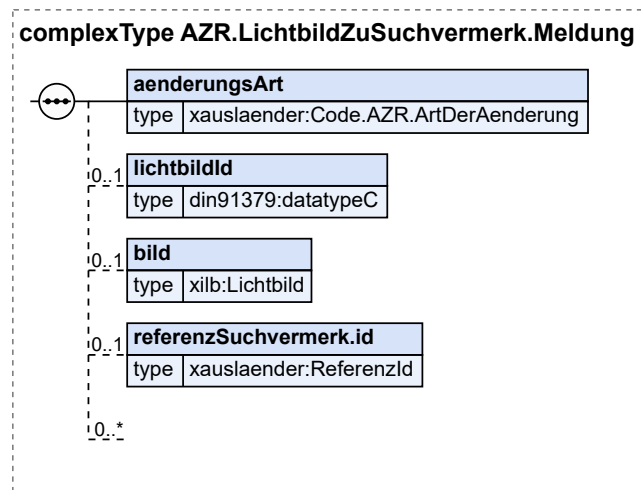 complexType AZR.LichtbildZuSuchvermerk.Meldung
aenderungsArt
type xauslaender:Code.AZR.ArtDerAenderung
0..1 lichtbildId
type din91379:datatypeC
0..1 bild
type xilb:Lichtbild
0..1 referenzSuchvermerk.id
type xauslaender:ReferenzId
0..*